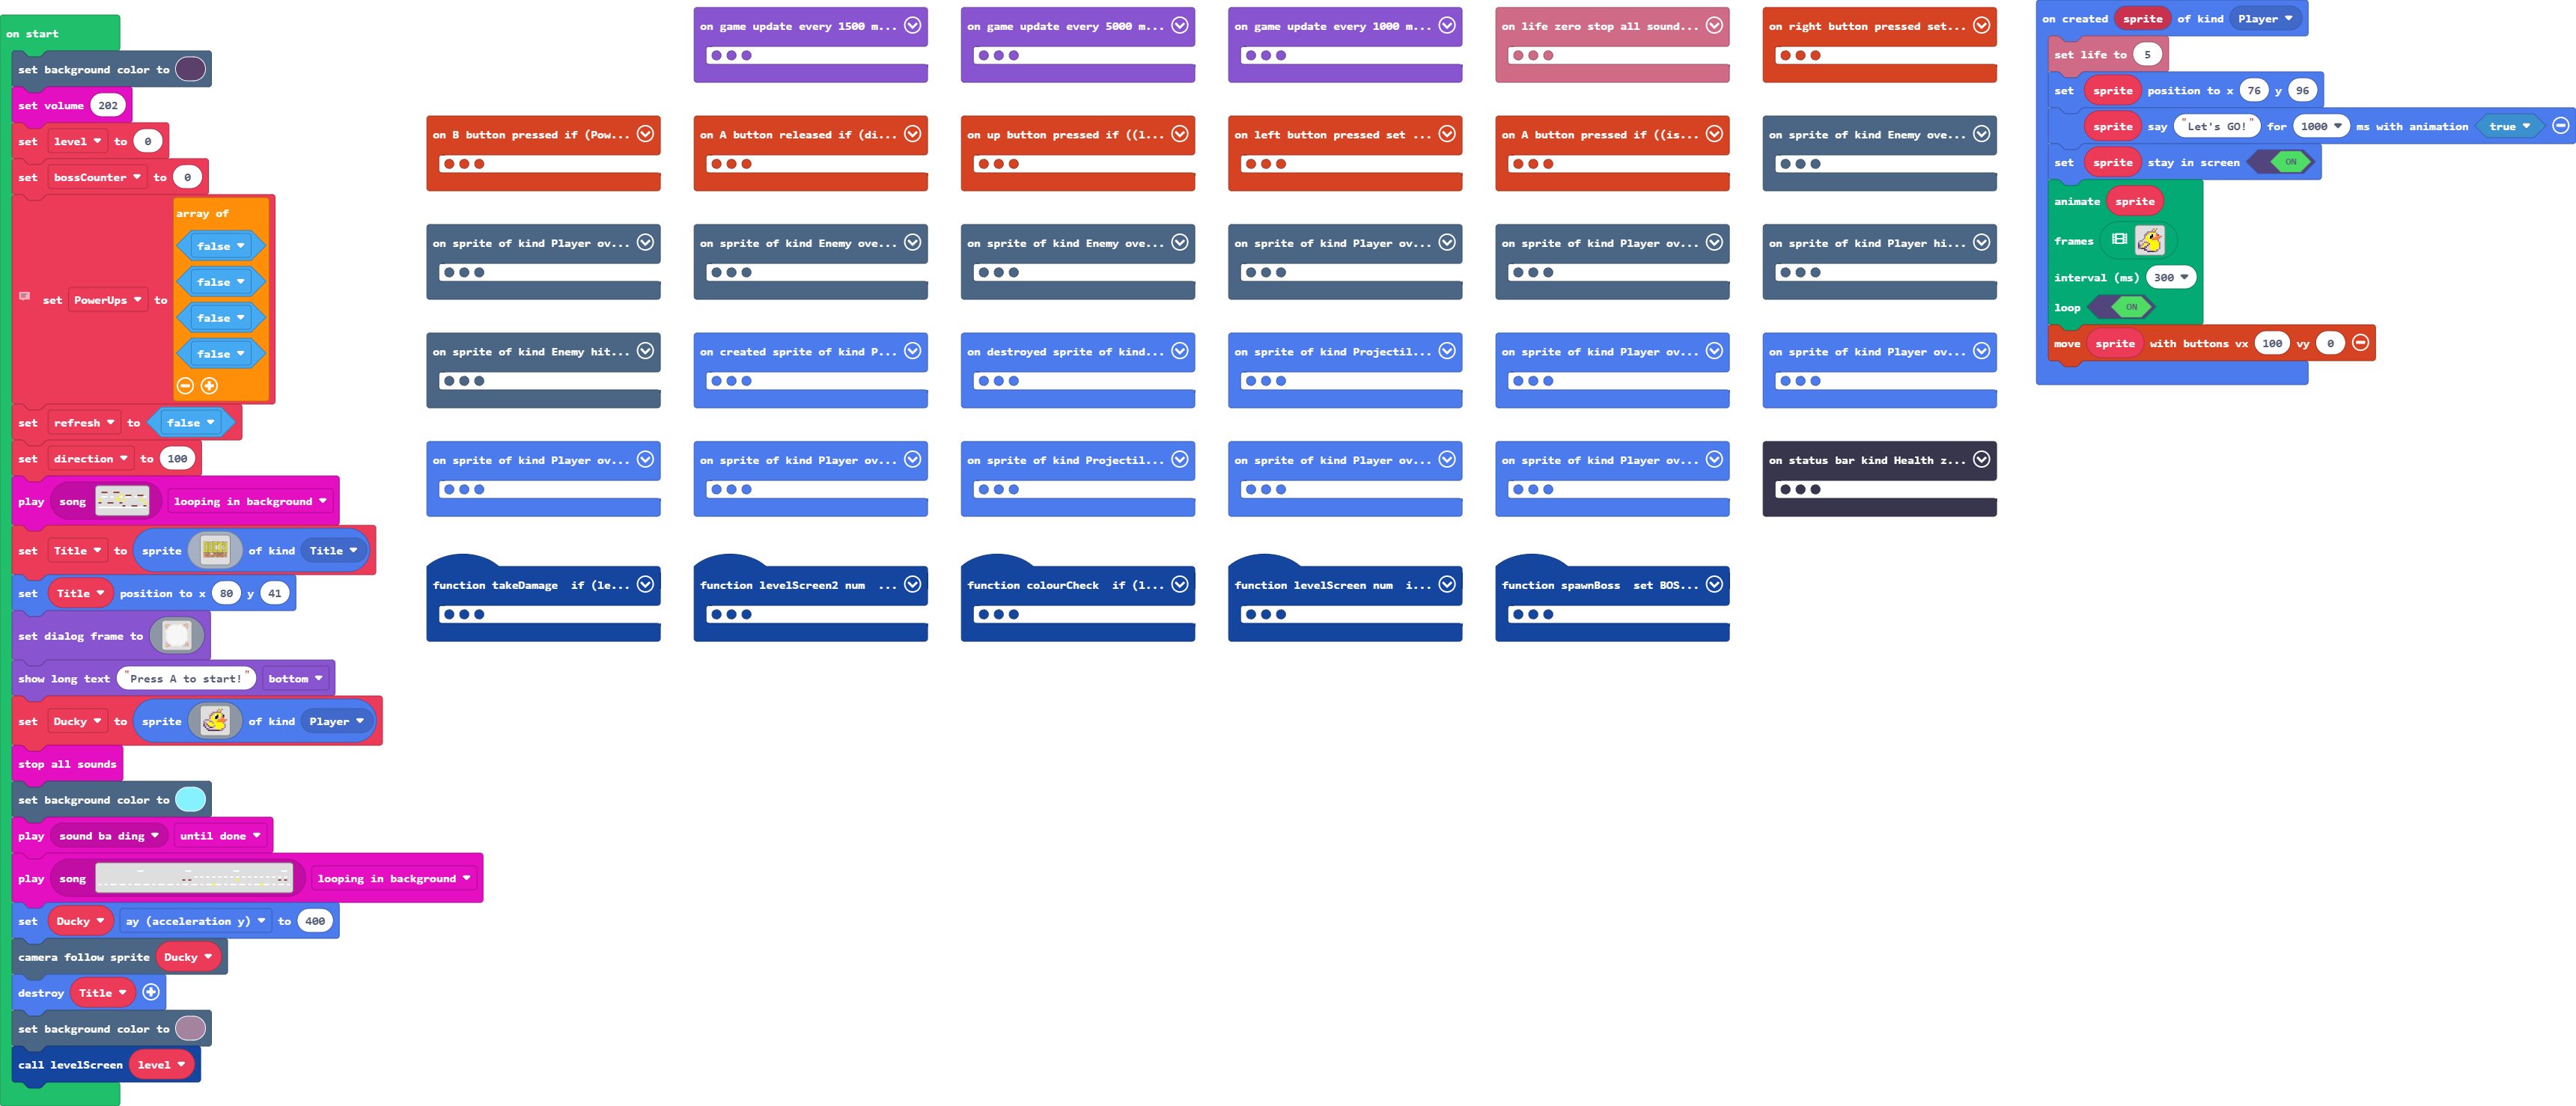 on start
set background color to
set volume 202
set level to 0
set bossCounter to 0
set PowerUps to array of
false
false
false
false
set refresh to false
set direction to 100
play song looping in background
set Title to sprite of kind Title
set Title position to x 80 y 41
set dialog frame to
show long text "Press A to start!" bottom
set Ducky to sprite of kind Player
stop all sounds
set background color to
play sound ba ding until done
play song looping in background
set Ducky ay (acceleration y) to 400
camera follow sprite Ducky
destroy Title
set background color to
call levelScreen level
on game update every 1500 m...
on game update every 5000 m...
on game update every 1000 m...
on life zero stop all sound...
on right button pressed set...
on B button pressed if (Pow...
on A button released if (di...
on up button pressed if ((l...
on left button pressed set ...
on A button pressed if ((is...
on sprite of kind Enemy ove...
on sprite of kind Player ov...
on sprite of kind Enemy ove...
on sprite of kind Enemy ove...
on sprite of kind Player ov...
on sprite of kind Player ov...
on sprite of kind Player hi...
on sprite of kind Enemy hit...
on created sprite of kind P...
on destroyed sprite of kind...
on sprite of kind Projectil...
on sprite of kind Player ov...
on sprite of kind Player ov...
on sprite of kind Player ov...
on sprite of kind Player ov...
on sprite of kind Projectil...
on sprite of kind Player ov...
on sprite of kind Player ov...
on status bar kind Health z...
function takeDamage if (le...
function levelScreen2 num ...
function colourCheck if (l...
function levelScreen num i...
function spawnBoss set BOS...
on created sprite of kind Player
set life to 5
set sprite position to x 76 y 96
sprite say "Let's GO!" for 1000 ms with animation true
set sprite stay in screen ON
animate sprite
frames
interval (ms) 300
loop ON
move sprite with buttons vx 100 vy 0